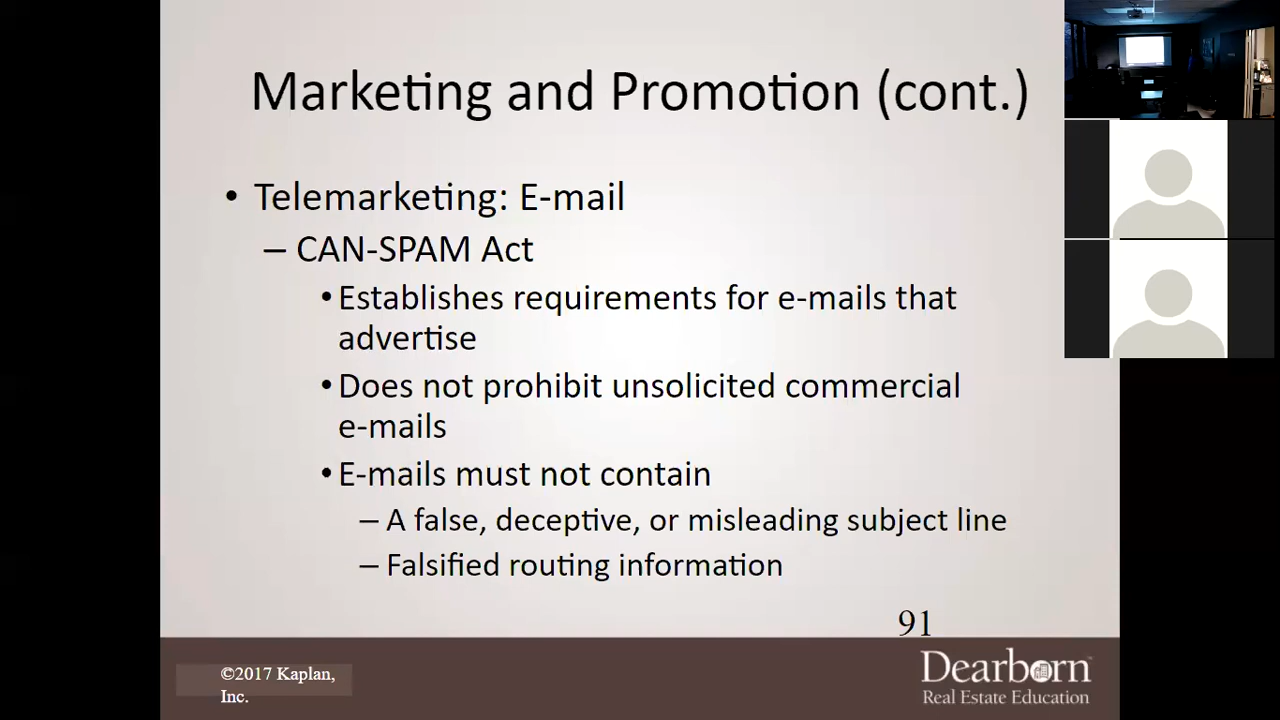 Marketing and Promotion (cont.)
• Telemarketing: E-mail
– CAN-SPAM Act
• Establishes requirements for e-mails that
advertise
• Does not prohibit unsolicited commercial
e-mails
• E-mails must not contain
– A false, deceptive, or misleading subject line
– Falsified routing information
91
©2017 Kaplan,
Inc.
Dearborn
Real Estate Education